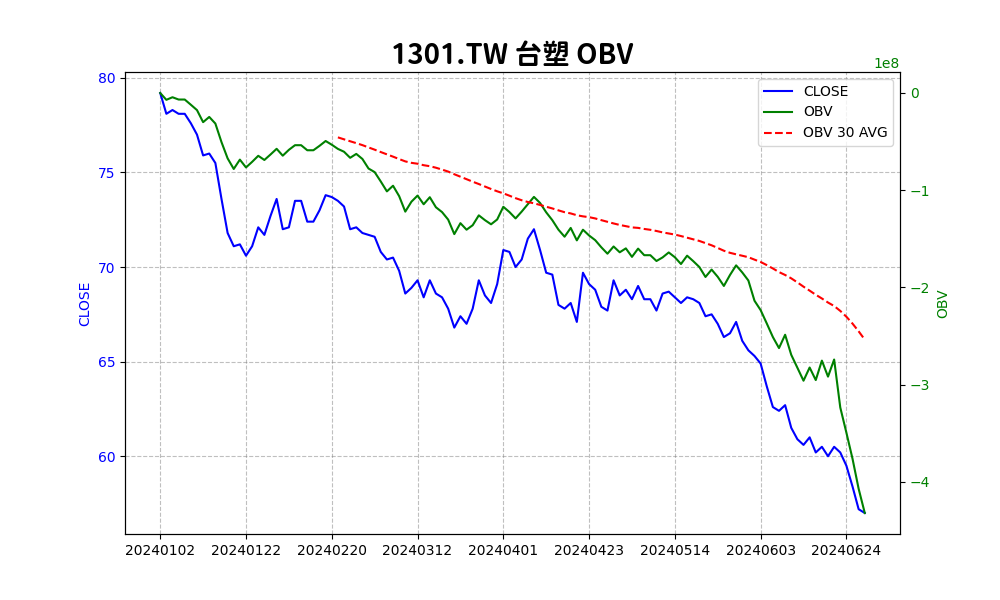 1301.TW 台塑 OBV
1e8
80
75
70
65
60
CLOSE
CLOSE
OBV
OBV 30 AVG
0
−1
−2
−3
−4
OBV
20240102 20240122 20240220 20240312 20240401 20240423 20240514 20240603 20240624